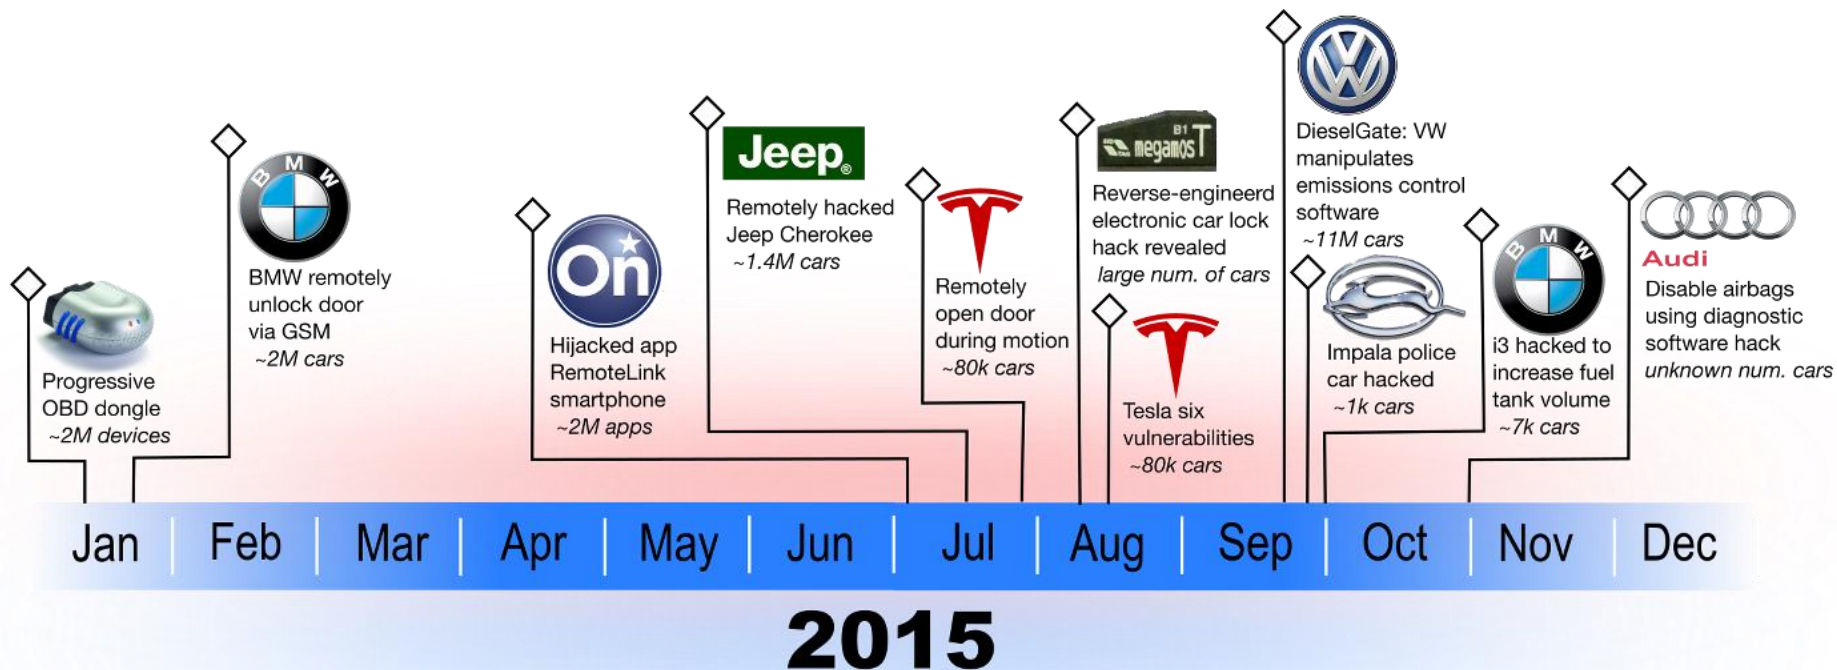 Progressive
OBD dongle
~2M devices
B M W
BMW remotely
unlock door
via GSM
~2M cars
On
Hijacked app
RemoteLink
smartphone
~2M apps
Jeep®
Remotely hacked
Jeep Cherokee
~1.4M cars
Remotely
open door
during motion
~80k cars
B1
megamos T
Reverse-engineerd
electronic car lock
hack revealed
large num. of cars
Tesla six
vulnerabilities
~80k cars
VW
DieselGate: VW
manipulates
emissions control
software
~11M cars
Impala police
car hacked
~1k cars
B M W
i3 hacked to
increase fuel
tank volume
~7k cars
Audi
Disable airbags
using diagnostic
software hack
unknown num. cars
Jan Feb Mar Apr May Jun Jul Aug Sep Oct Nov Dec
2015